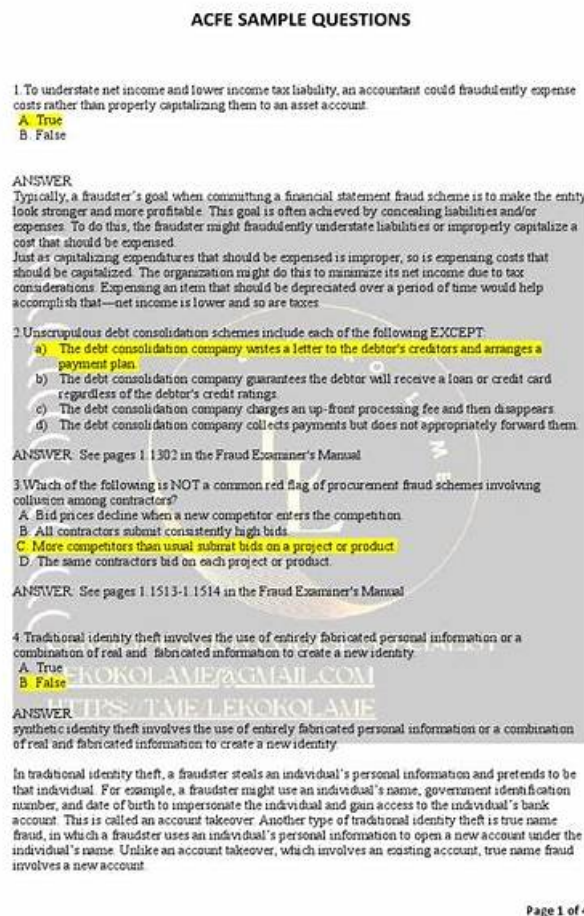 ACFE SAMPLE QUESTIONS
1.To understate net income and lower income tax liability, an accountant could fraudulently expense
costs rather than properly capitalizing them to an asset account.
A. True
B. False
ANSWER
Typically, a fraudster's goal when committing a financial statement fraud scheme is to make the entity
look stronger and more profitable. This goal is often achieved by concealing liabilities and/or
expenses. To do this, the fraudster might fraudulently understate liabilities or improperly capitalize a
cost that should be expensed.
Just as capitalizing expenditures that should be expensed is improper, so is expensing costs that
should be capitalized. The organization might do this to minimize its net income due to tax
considerations. Expensing an item that should be depreciated over a period of time would help
accomplish that—net income is lower and so are taxes.
2.Unscrupulous debt consolidation schemes include each of the following EXCEPT:
a) The debt consolidation company writes a letter to the debtor's creditors and arranges a
payment plan.
b) The debt consolidation company guarantees the debtor will receive a loan or credit card
regardless of the debtor's credit ratings.
c) The debt consolidation company charges an up-front processing fee and then disappears.
d) The debt consolidation company collects payments but does not appropriately forward them.
ANSWER: See pages 1.1302 in the Fraud Examiner's Manual
3.Which of the following is NOT a common red flag of procurement fraud schemes involving
collusion among contractors?
A. Bid prices decline when a new competitor enters the competition.
B. All contractors submit consistently high bids.
C. More competitors than usual submit bids on a project or product.
D. The same contractors bid on each project or product.
ANSWER: See pages 1.1513-1.1514 in the Fraud Examiner's Manual
4.Traditional identity theft involves the use of entirely fabricated personal information or a
combination of real and fabricated information to create a new identity.
A. True
B. False
EKOKOLAME@GMAIL.COM
HTTPS://T.ME/LEKOKOLAME
ANSWER
synthetic identity theft involves the use of entirely fabricated personal information or a combination
of real and fabricated information to create a new identity.
In traditional identity theft, a fraudster steals an individual's personal information and pretends to be
that individual. For example, a fraudster might use an individual's name, government identification
number, and date of birth to impersonate the individual and gain access to the individual's bank
account. This is called an account takeover. Another type of traditional identity theft is true name
fraud, in which a fraudster uses an individual's personal information to open a new account under the
individual's name. Unlike an account takeover, which involves an existing account, true name fraud
involves a new account.
Page 1 of